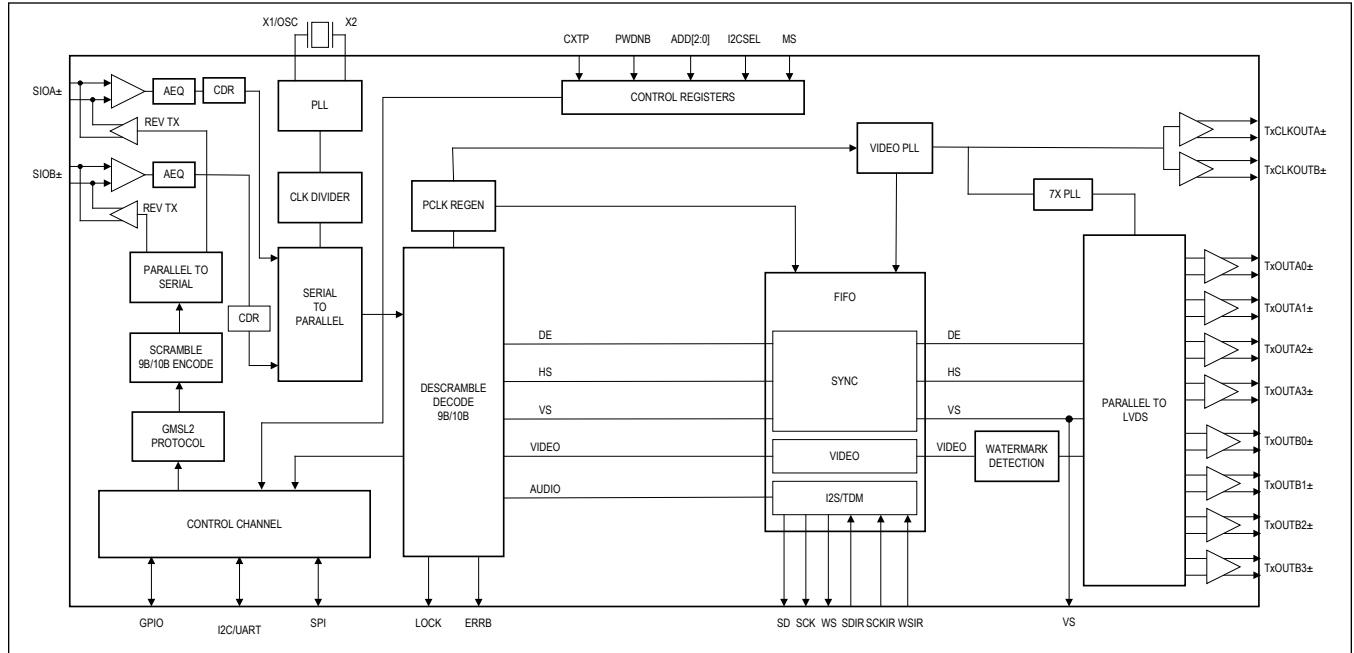 X1/OSC
X2
CXTP
PWDNB
ADD[2:0]
I2CSEL
MS
SIOA±
AEQ
CDR
PLL
CONTROL REGISTERS
REV TX
VIDEO PLL
TxCLKOUTA±
SIOB±
AEQ
TxCLKOUTB±
CLK DIVIDER
PCLK REGEN
7X PLL
REV TX
PARALLEL TO
SERIAL
SERIAL
TO
PARALLEL
CDR
FIFO
TxOUTA0±
TxOUTA1±
SCRAMBLE
9B/10B ENCODE
DE
DE
TxOUTA2±
DESCRAMBLE
DECODE
9B/10B
HS
SYNC
HS
PARALLEL TO
LVDS
TxOUTA3±
GMSL2
PROTOCOL
VS
VS
TxOUTB0±
VIDEO
VIDEO
VIDEO
WATERMARK
DETECTION
TxOUTB1±
AUDIO
I2S/TDM
TxOUTB2±
CONTROL CHANNEL
TxOUTB3±
GPIO
I2C/UART
SPI
LOCK
ERRB
SD
SCK
WS
SDIR
SCKIR
WSIR
VS